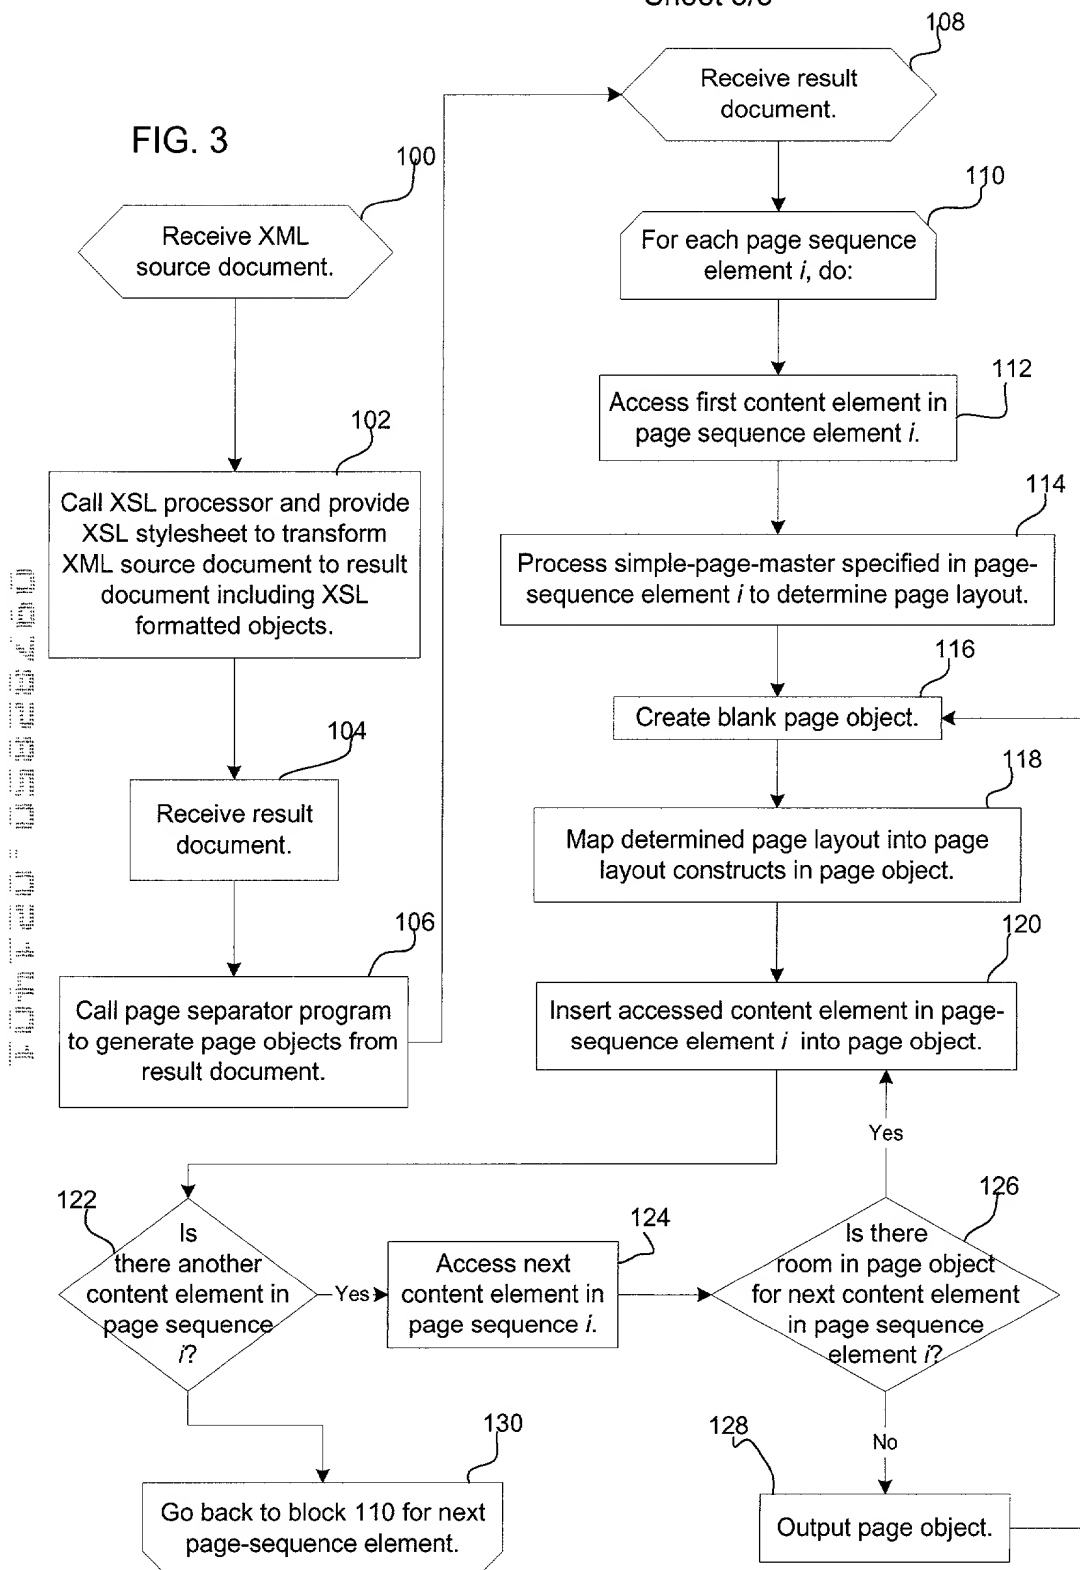 FIG. 3
100
Receive XML
source document.
102
Call XSL processor and provide
XSL stylesheet to transform
XML source document to result
document including XSL
formatted objects.
104
Receive result
document.
106
Call page separator program
to generate page objects from
result document.
108
Receive result
document.
110
For each page sequence
element i, do:
112
Access first content element in
page sequence element i.
114
Process simple-page-master specified in page-
sequence element i to determine page layout.
116
Create blank page object.
118
Map determined page layout into page
layout constructs in page object.
120
Insert accessed content element in page-
sequence element i into page object.
122
Is
there another
content element in
page sequence
i?
Yes
124
Access next
content element in
page sequence i.
126
Is there
room in page object
for next content element
in page sequence
element i?
Yes
No
128
Output page object.
130
Go back to block 110 for next
page-sequence element.